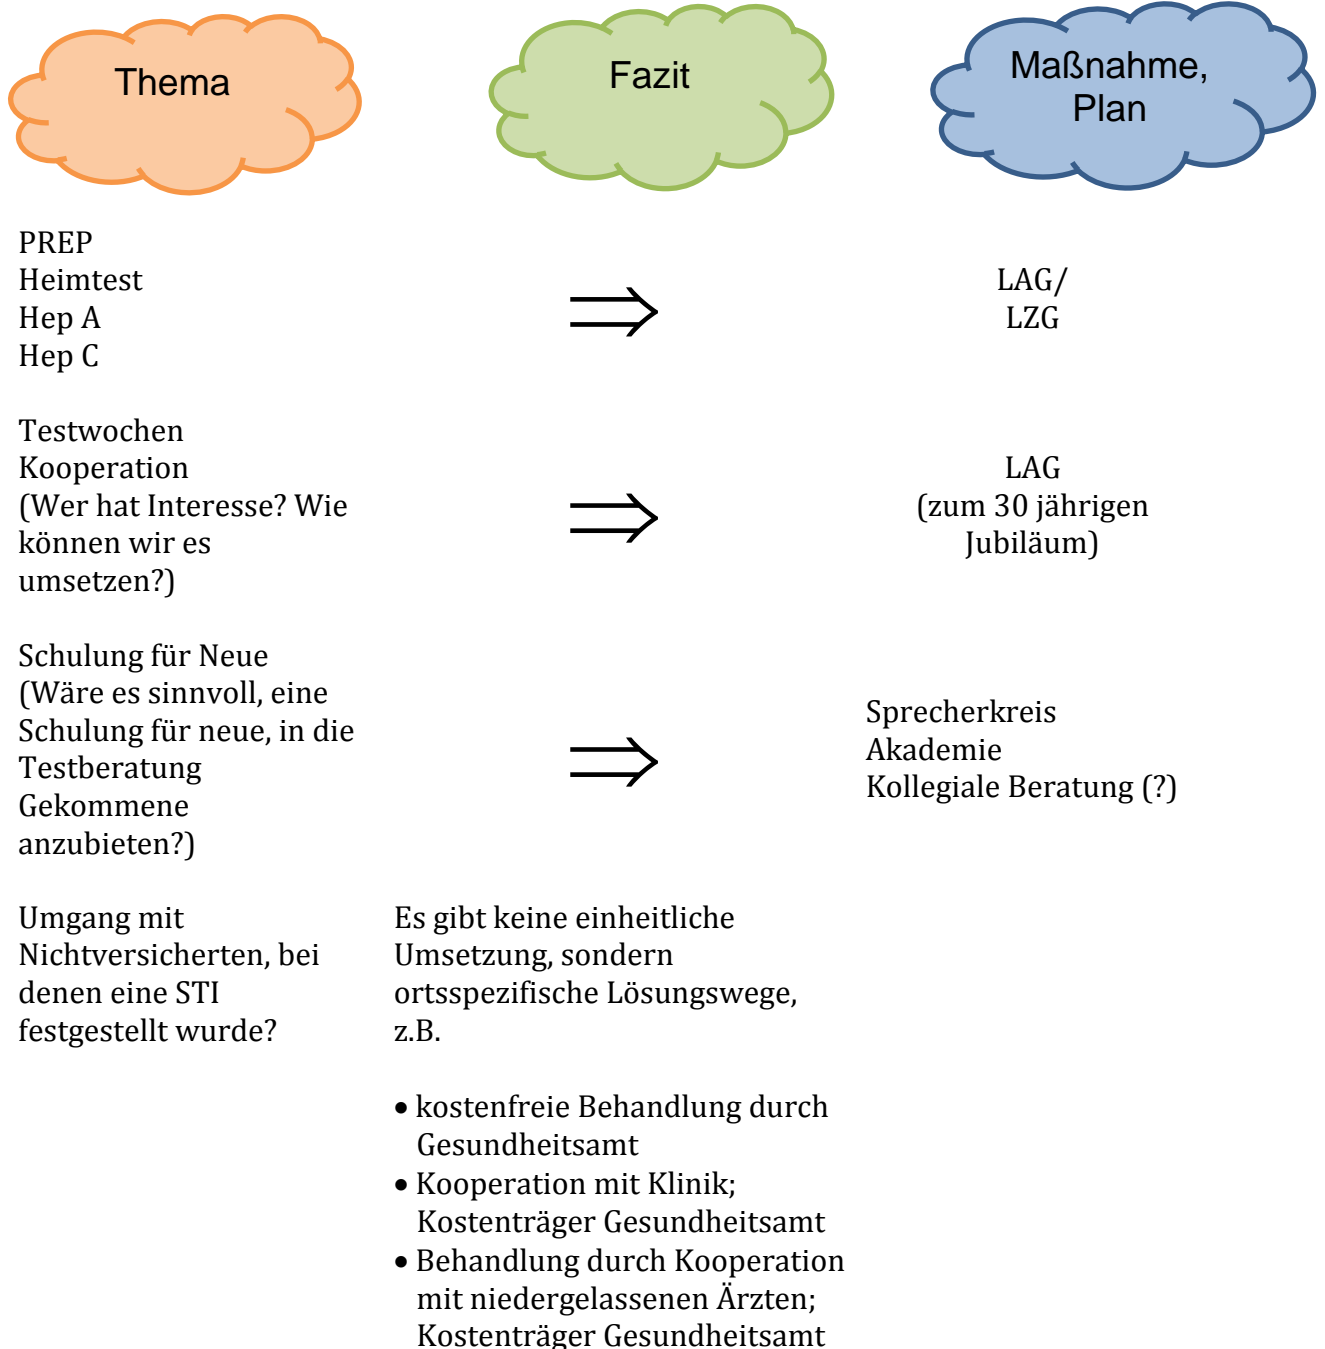 Thema
Fazit
Maßnahme,
Plan
PREP
Heimtest
Hep A
Hep C
⇒
LAG/
LZG
Testwochen
Kooperation
(Wer hat Interesse? Wie
können wir es
umsetzen?)
⇒
LAG
(zum 30 jährigen
Jubiläum)
Schulung für Neue
(Wäre es sinnvoll, eine
Schulung für neue, in die
Testberatung
Gekommene
anzubieten?)
⇒
Sprecherkreis
Akademie
Kollegiale Beratung (?)
Umgang mit
Nichtversicherten, bei
denen eine STI
festgestellt wurde?
Es gibt keine einheitliche
Umsetzung, sondern
ortsspezifische Lösungswege,
z.B.
• kostenfreie Behandlung durch
Gesundheitsamt
• Kooperation mit Klinik;
Kostenträger Gesundheitsamt
• Behandlung durch Kooperation
mit niedergelassenen Ärzten;
Kostenträger Gesundheitsamt